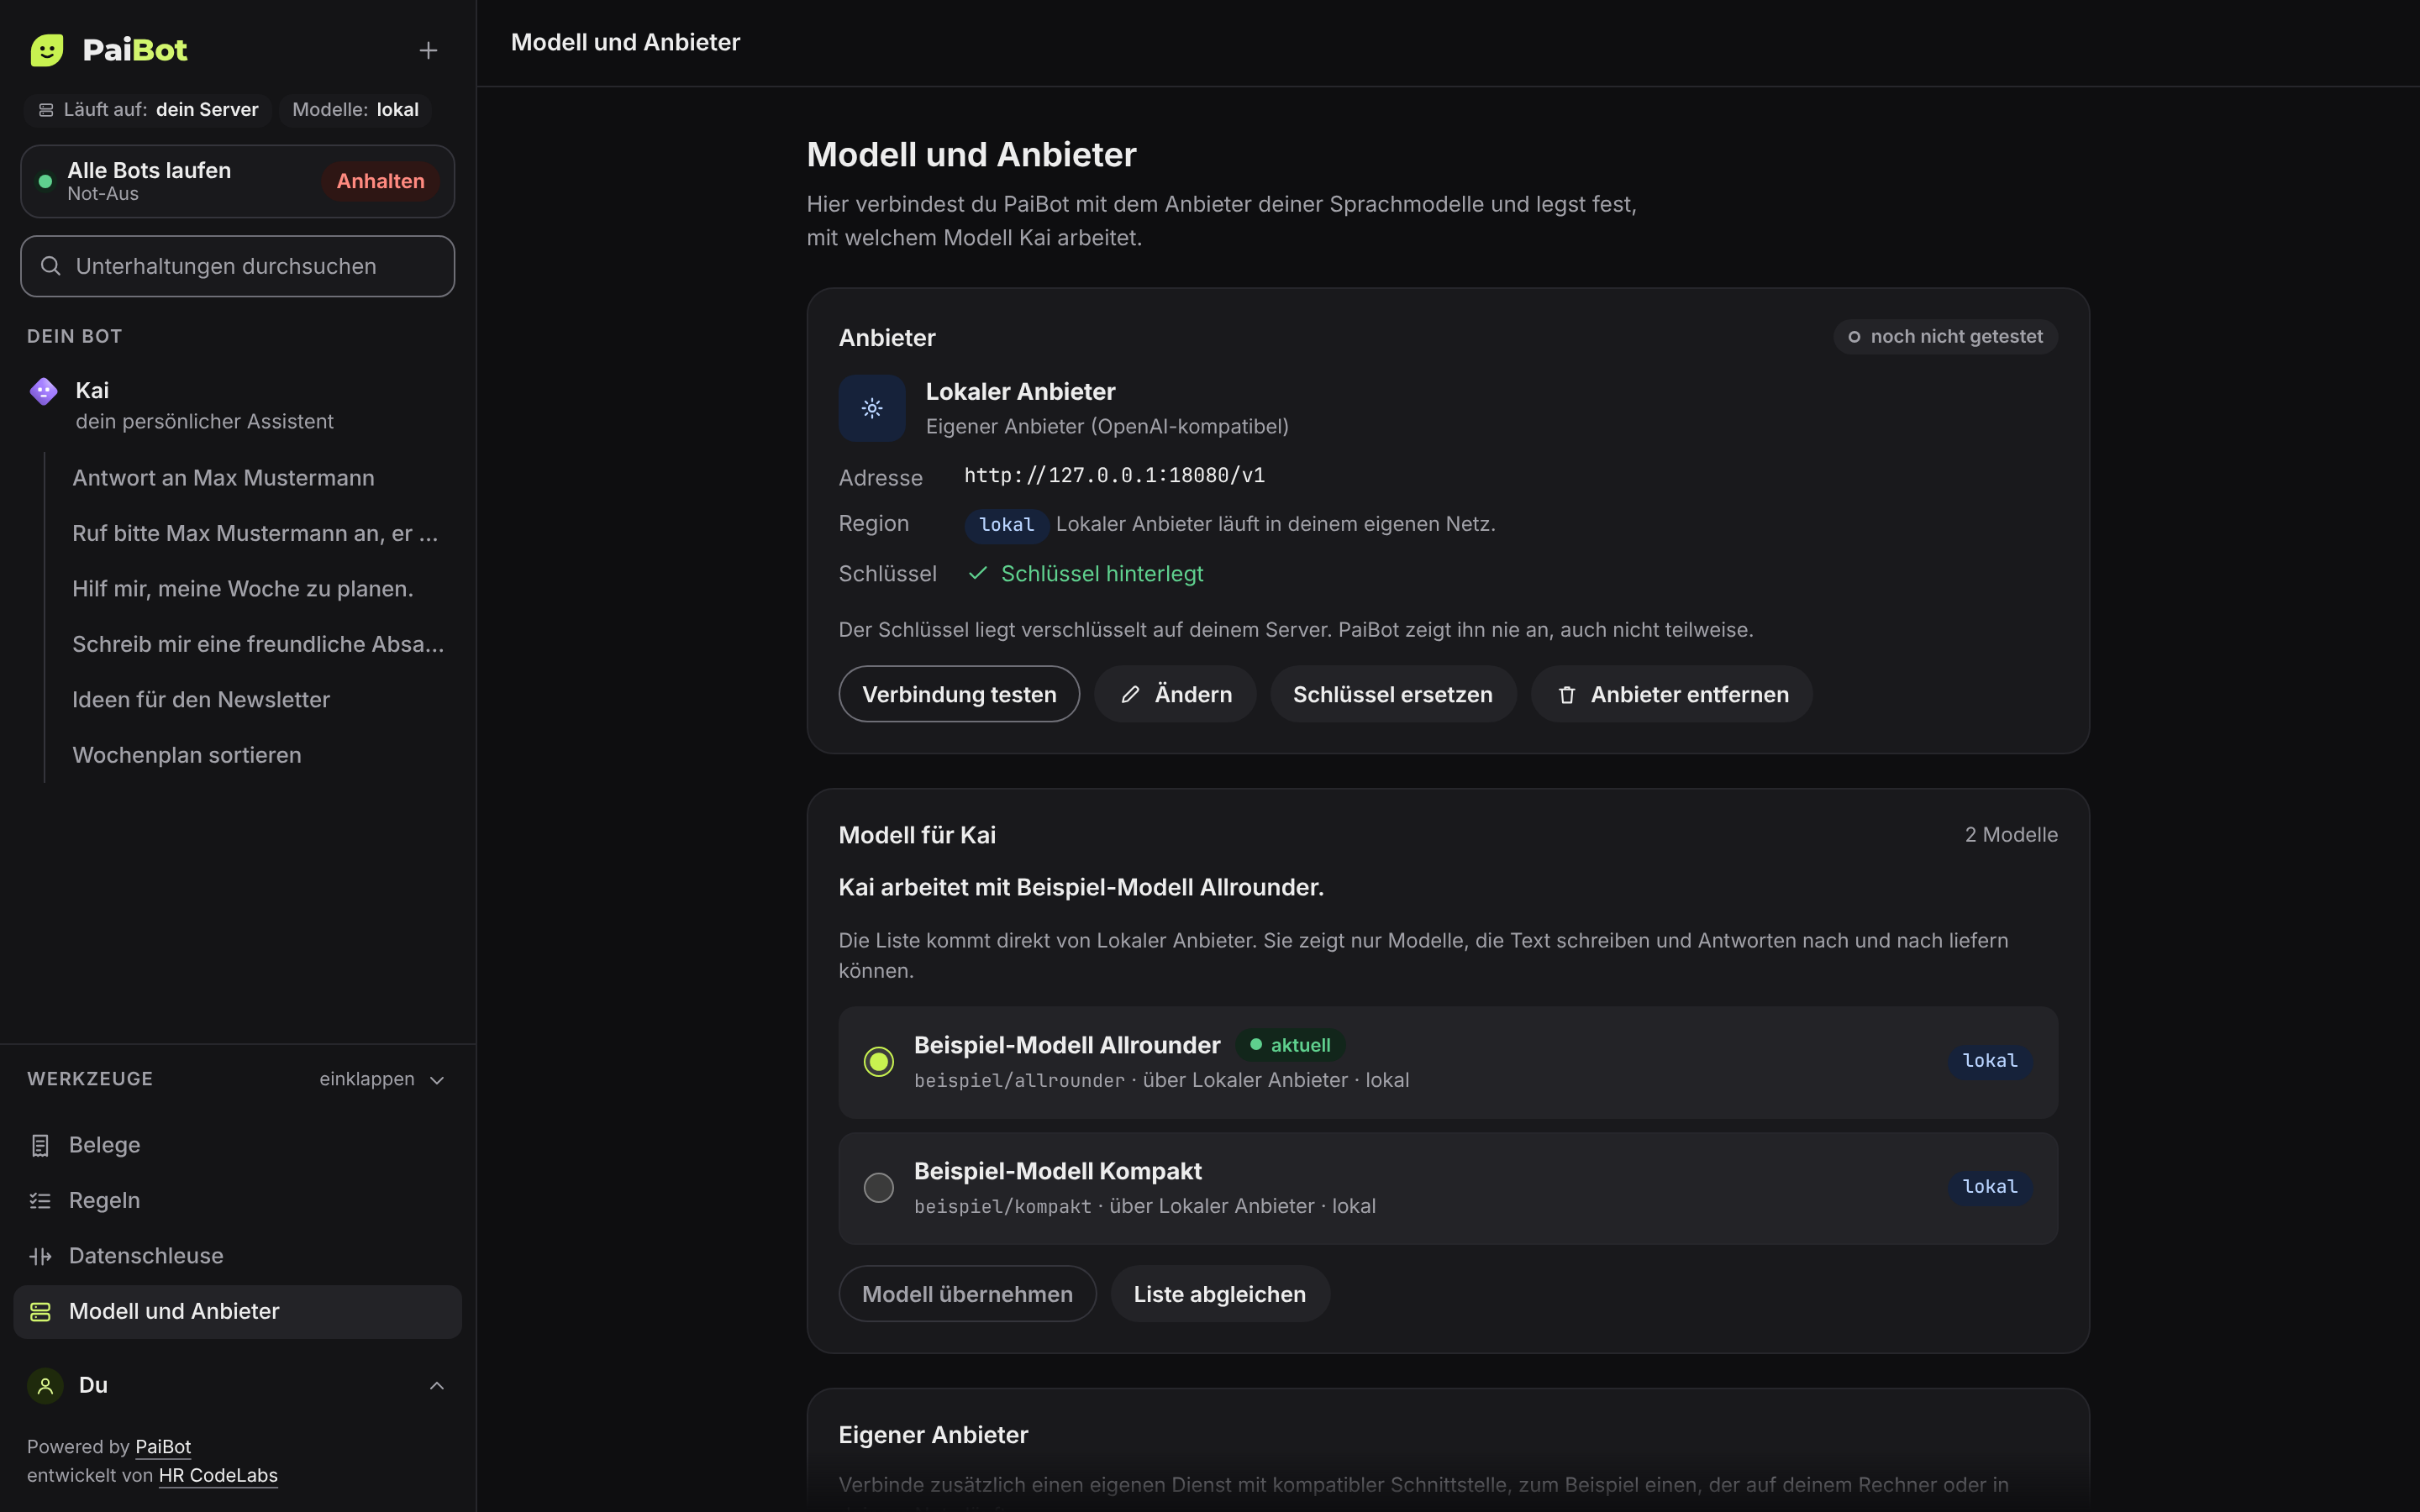 PaiBot
Läuft auf: dein Server
Modelle: lokal
Alle Bots laufen
Not-Aus
Anhalten
Unterhaltungen durchsuchen
DEIN BOT
Kai
dein persönlicher Assistent
Antwort an Max Mustermann
Ruf bitte Max Mustermann an, er ...
Hilf mir, meine Woche zu planen.
Schreib mir eine freundliche Absa...
Ideen für den Newsletter
Wochenplan sortieren
WERKZEUGE
einklappen
Belege
Regeln
Datenschleuse
Modell und Anbieter
Du
Powered by PaiBot
entwickelt von HR CodeLabs
Modell und Anbieter
Modell und Anbieter
Hier verbindest du PaiBot mit dem Anbieter deiner Sprachmodelle und legst fest,
mit welchem Modell Kai arbeitet.
Anbieter
noch nicht getestet
Lokaler Anbieter
Eigener Anbieter (OpenAI-kompatibel)
Adresse http://127.0.0.1:18080/v1
Region lokal Lokaler Anbieter läuft in deinem eigenen Netz.
Schlüssel Schlüssel hinterlegt
Der Schlüssel liegt verschlüsselt auf deinem Server. PaiBot zeigt ihn nie an, auch nicht teilweise.
Verbindung testen
Ändern
Schlüssel ersetzen
Anbieter entfernen
Modell für Kai
2 Modelle
Kai arbeitet mit Beispiel-Modell Allrounder.
Die Liste kommt direkt von Lokaler Anbieter. Sie zeigt nur Modelle, die Text schreiben und Antworten nach und nach liefern
können.
Beispiel-Modell Allrounder aktuell
beispiel/allrounder · über Lokaler Anbieter · lokal
lokal
Beispiel-Modell Kompakt
beispiel/kompakt · über Lokaler Anbieter · lokal
lokal
Modell übernehmen
Liste abgleichen
Eigener Anbieter
Verbinde zusätzlich einen eigenen Dienst mit kompatibler Schnittstelle, zum Beispiel einen, der auf deinem Rechner oder in